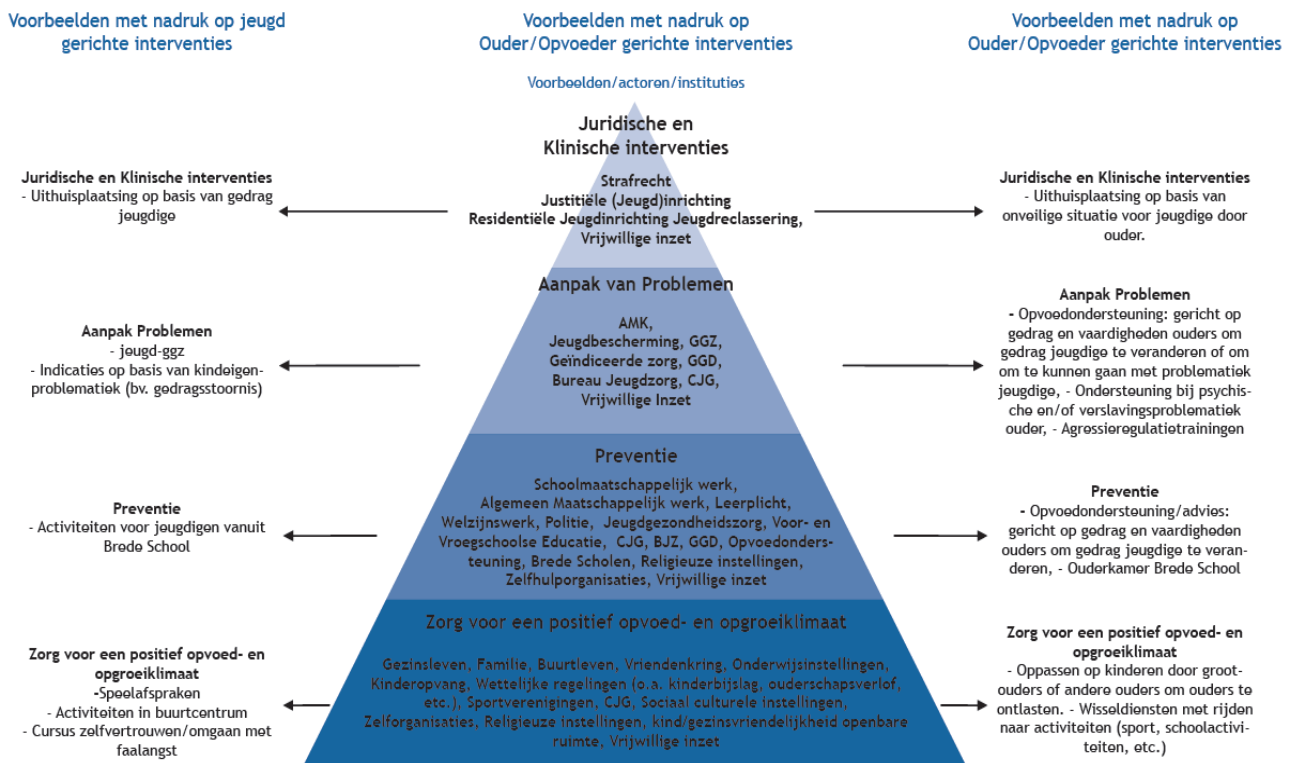 Voorbeelden met nadruk op jeugd
gerichte interventies
Voorbeelden met nadruk op
Ouder/Opvoeder gerichte interventies
Voorbeelden met nadruk op
Ouder/Opvoeder gerichte interventies
Voorbeelden/actoren/instituties
Juridische en
Klinische interventies
Strafrecht
Justitiële (Jeugd)inrichting
Residentiële Jeugdinrichting Jeugdreclassering,
Vrijwillige inzet
Juridische en Klinische interventies
- Uithuisplaatsing op basis van gedrag
jeugdige
Juridische en Klinische interventies
- Uithuisplaatsing op basis van
onveilige situatie voor jeugdige door
ouder.
Aanpak van Problemen
AMK,
Jeugdbescherming, GGZ,
Geïndiceerde zorg, GGD,
Bureau Jeugdzorg, CJG,
Vrijwillige Inzet
Aanpak Problemen
- jeugd-ggz
- Indicaties op basis van kindeigen-
problematiek (bv. gedragsstoornis)
Aanpak Problemen
- Opvoedondersteuning: gericht op
gedrag en vaardigheden ouders om
gedrag jeugdige te veranderen of om
om te kunnen gaan met problematiek
jeugdige, - Ondersteuning bij psychis-
che en/of verslavingsproblematiek
ouder, - Agressieregulatietrainingen
Preventie
Schoolmaatschappelijk werk,
Algemeen Maatschappelijk werk, Leerplicht,
Welzijnswerk, Politie, Jeugdgezondheidszorg, Voor- en
Vroegschoolse Educatie, CJG, BJZ, GGD, Opvoedonders-
teuning, Brede Scholen, Religieuze instellingen,
Zelfhulporganisaties, Vrijwillige inzet
Preventie
- Activiteiten voor jeugdigen vanuit
Brede School
Preventie
- Opvoedondersteuning/advies:
gericht op gedrag en vaardigheden
ouders om gedrag jeugdige te veran-
deren, - Ouderkamer Brede School
Zorg voor een positief opvoed- en opgroeiklimaat
Gezinsleven, Familie, Buurtleven, Vriendenkring, Onderwijsinstellingen,
Kinderopvang, Wettelijke regelingen (o.a. kinderbijslag, ouderschapsverlof,
etc.), Sportverenigingen, CJG, Sociaal culturele instellingen,
Zelforganisaties, Religieuze instellingen, kind/gezinsvriendelijkheid openbare
ruimte, Vrijwillige inzet
Zorg voor een positief opvoed- en
opgroeiklimaat
-Speelafspraken
- Activiteiten in buurtcentrum
- Cursus zelfvertrouwen/omgaan met
faalangst
Zorg voor een positief opvoed- en
opgroeiklimaat
- Oppassen op kinderen door groot-
ouders of andere ouders om ouders te
ontlasten. - Wisseldiensten met rijden
naar activiteiten (sport, schoolactivi-
teiten, etc.)